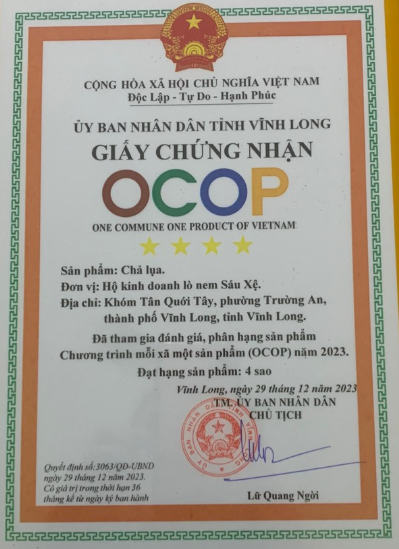 CỘNG HÒA XÃ HỘI CHỦ NGHĨA VIỆT NAM
Độc Lập - Tự Do - Hạnh Phúc
ỦY BAN NHÂN DÂN TỈNH VĨNH LONG
GIẤY CHỨNG NHẬN
OCOP
ONE COMMUNE ONE PRODUCT OF VIETNAM
Sản phẩm: Chả lụa.
Đơn vị: Hộ kinh doanh lò nem Sáu Xệ.
Địa chỉ: Khóm Tân Quới Tây, phường Trường An,
thành phố Vĩnh Long, tỉnh Vĩnh Long.
Đã tham gia đánh giá, phân hạng sản phẩm
Chương trình mỗi xã một sản phẩm (OCOP) năm 2023.
Đạt hạng sản phẩm: 4 sao
Vĩnh Long, ngày 29 tháng 12 năm 2023
TM. ỦY BAN NHÂN DÂN
CHỦ TỊCH
Quyết định số:3063/QĐ-UBND
ngày 29 tháng 12 năm 2023.
Có giá trị trong thời hạn 36
tháng kể từ ngày ký ban hành
Lữ Quang Ngời